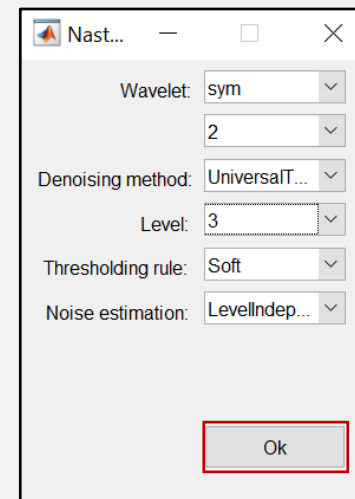 Nast...
Wavelet: sym
2
Denoising method: UniversalT...
Level: 3
Thresholding rule: Soft
Noise estimation: LevelIndep...
Ok